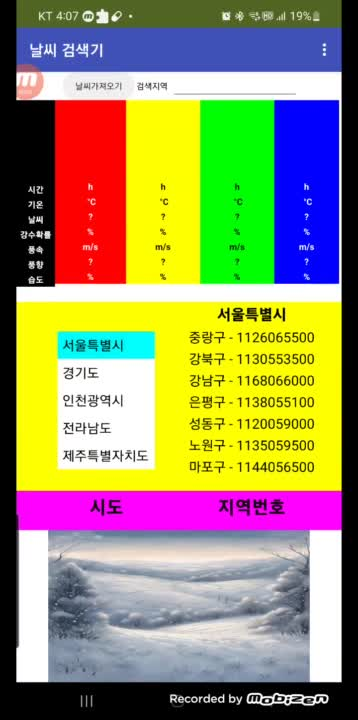 KT 4:07 19%
날씨 검색기
날씨가져오기 검색지역
시간 h h h h
기온 °C °C °C °C
날씨 ? ? ? ?
강수확률 % % % %
풍속 m/s m/s m/s m/s
풍향 ? ? ? ?
습도 % % % %
서울특별시
경기도
인천광역시
전라남도
제주특별자치도
서울특별시
중랑구 - 1126065500
강북구 - 1130553500
강남구 - 1168066000
은평구 - 1138055100
성동구 - 1120059000
노원구 - 1135059500
마포구 - 1144056500
시도 지역번호
Recorded by mobizen